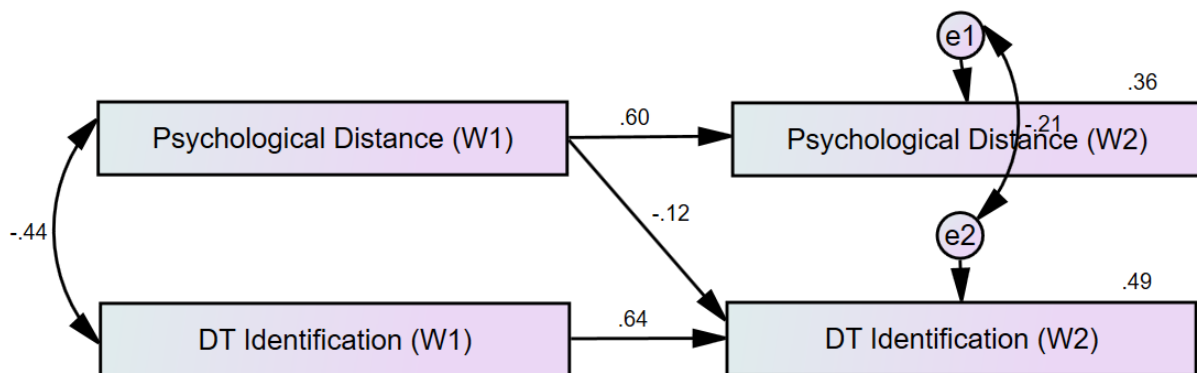 e1
.36
Psychological Distance (W1)
.60
Psychological Distance (W2)
-.21
-.12
-.44
e2
.49
DT Identification (W1)
.64
DT Identification (W2)